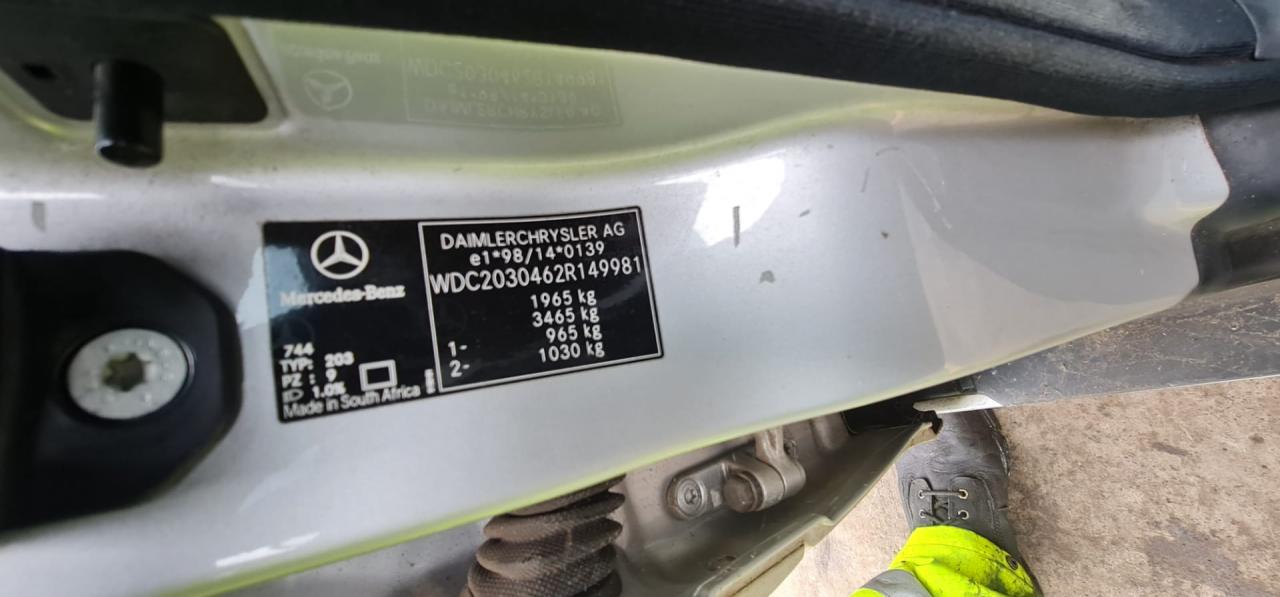 Mercedes-Benz
744
TYP: 203
PZ : 9
1.0%
Made in South Africa
DAIMLERCHRYSLER AG
e1*98/14*0139
WDC2030462R149981
1965 kg
3465 kg
1- 965 kg
2- 1030 kg